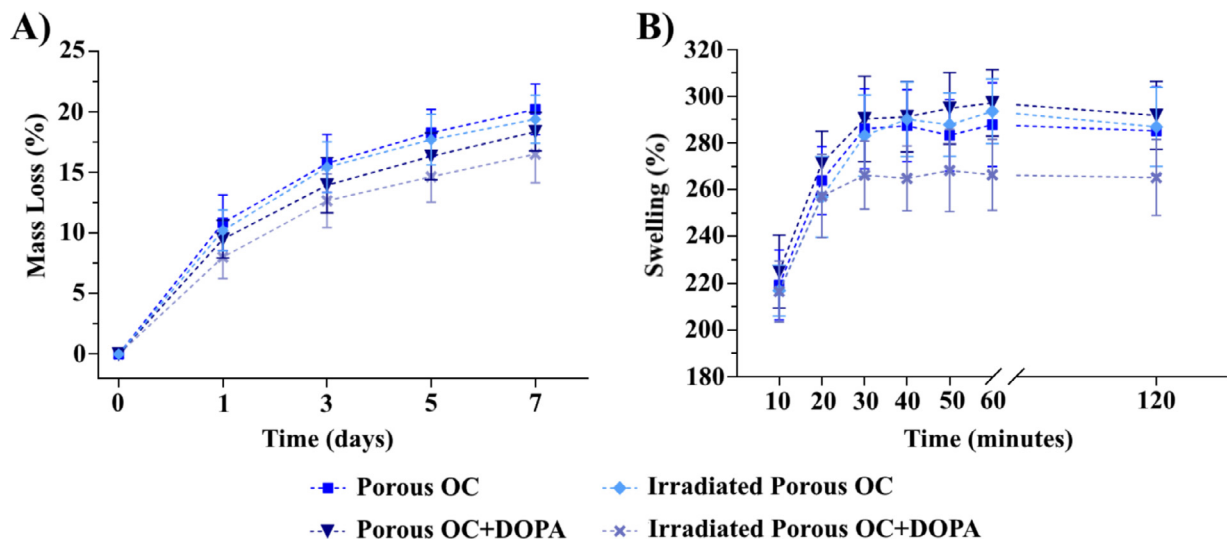 A)
25
20
15
10
5
0
Mass Loss (%)
0 1 3 5 7
Time (days)
B)
320
300
280
260
240
220
200
180
Swelling (%)
10 20 30 40 50 60 120
Time (minutes)
Porous OC
Irradiated Porous OC
Porous OC+DOPA
Irradiated Porous OC+DOPA